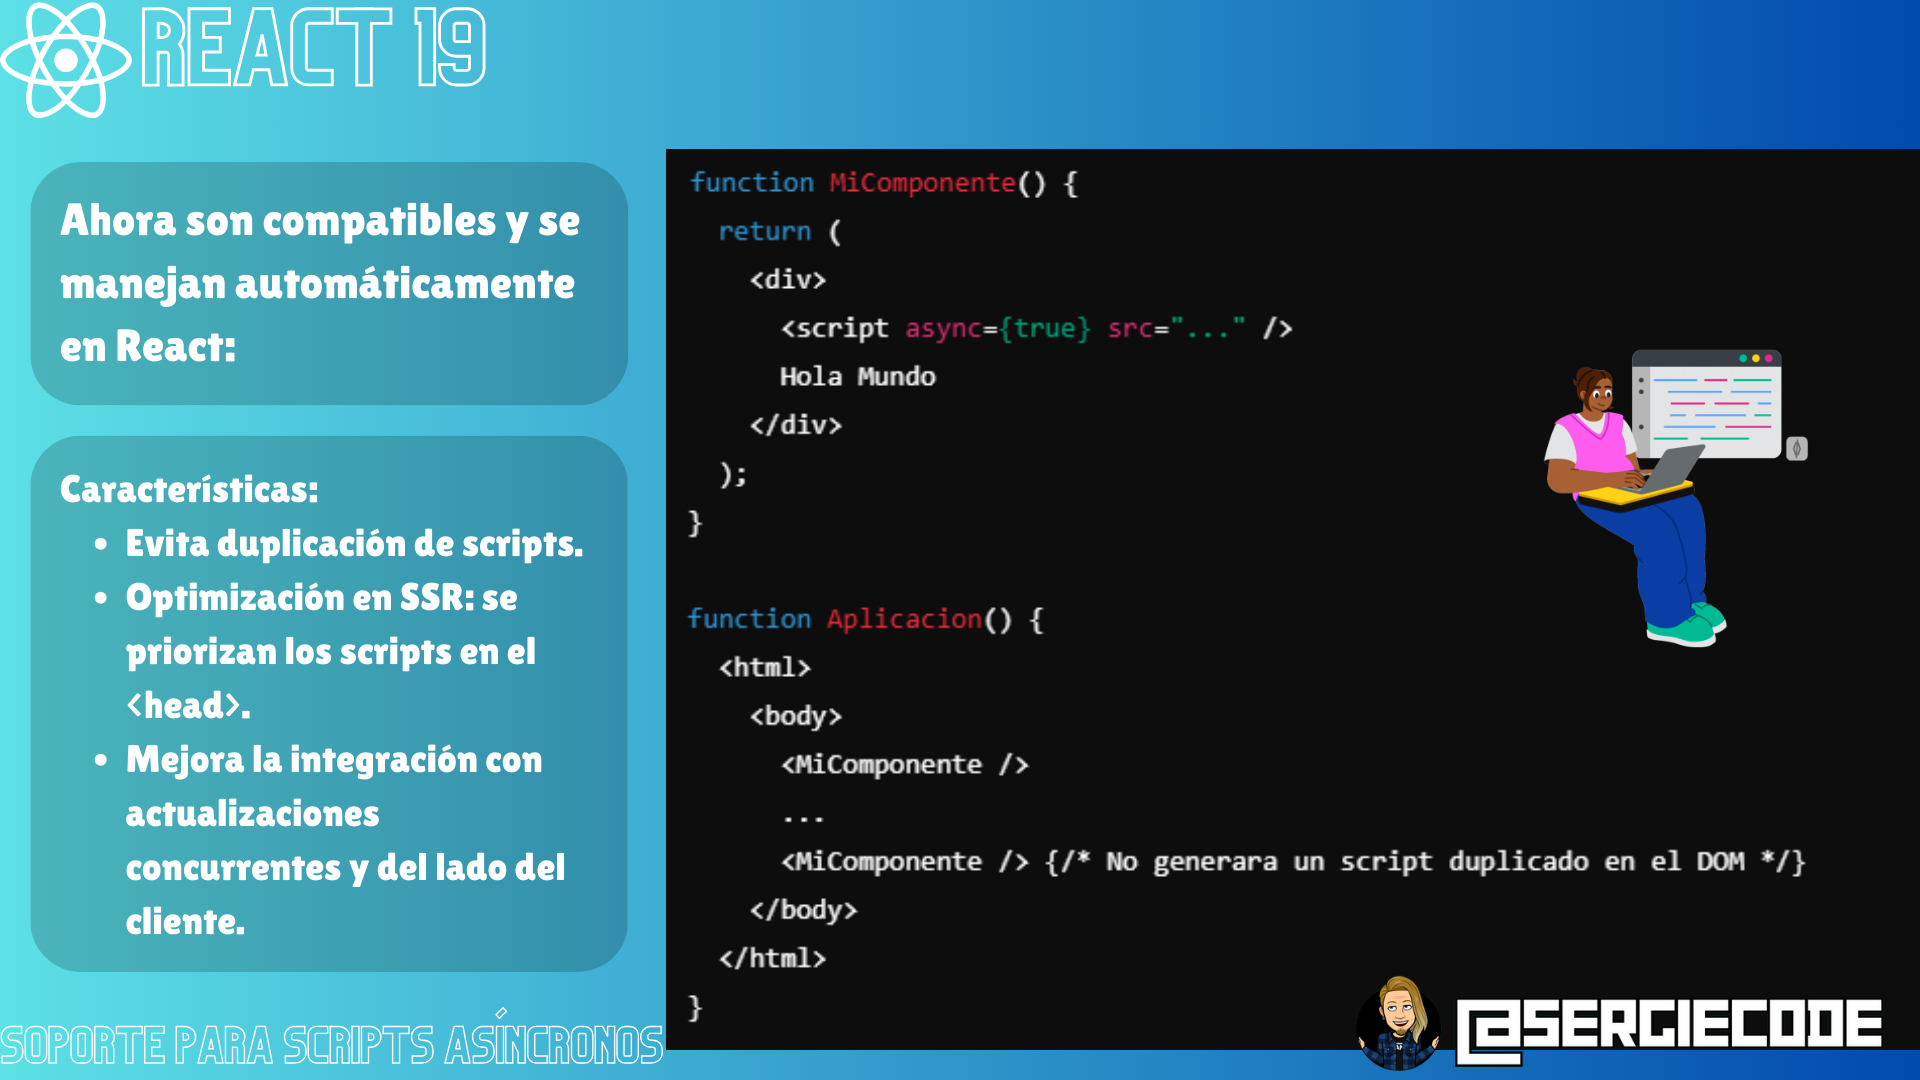 REACT 19
Ahora son compatibles y se
manejan automáticamente
en React:
Características:
• Evita duplicación de scripts.
• Optimización en SSR: se
priorizan los scripts en el
<head>.
• Mejora la integración con
actualizaciones
concurrentes y del lado del
cliente.
SOPORTE PARA SCRIPTS ASÍNCRONOS
function MiComponente() {
  return (
    <div>
      <script async={true} src="..." />
      Hola Mundo
    </div>
  );
}
function Aplicacion() {
  <html>
    <body>
      <MiComponente />
      ...
      <MiComponente /> {/* No generara un script duplicado en el DOM */}
    </body>
  </html>
}
@SERGIECODE